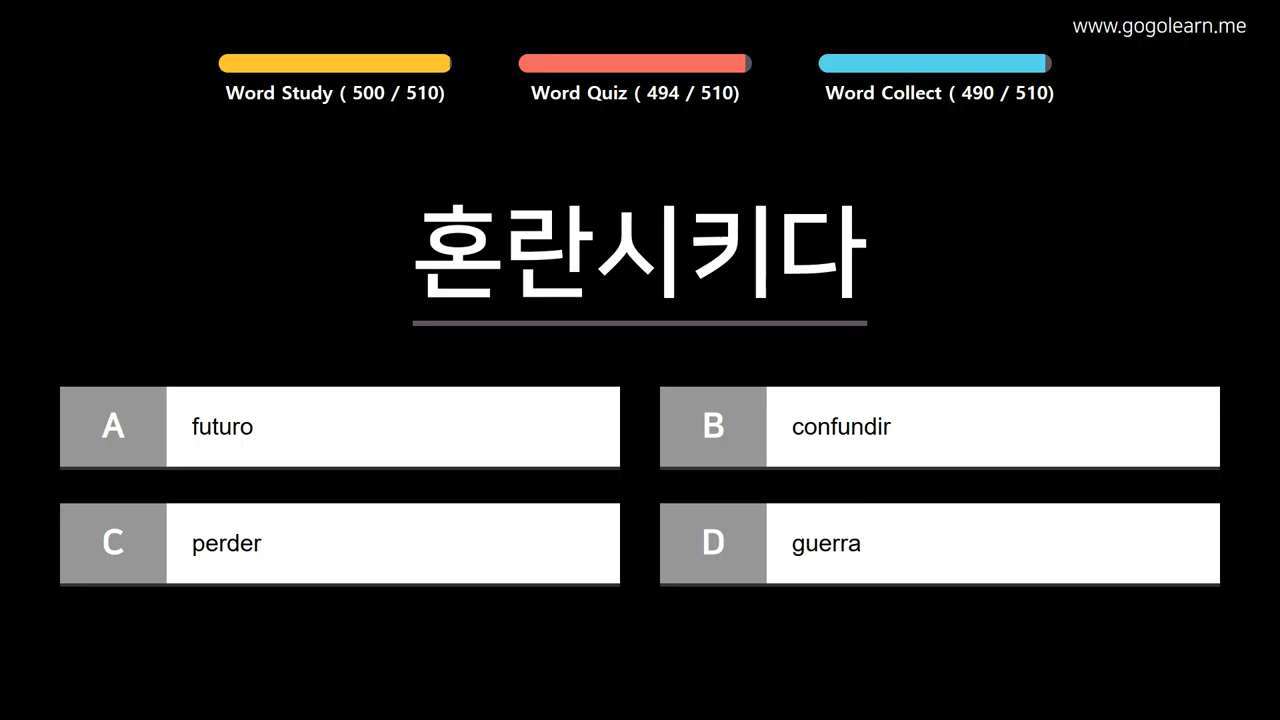 www.gogolearn.me
Word Study ( 500 / 510)
Word Quiz ( 494 / 510)
Word Collect ( 490 / 510)
혼란시키다
A futuro
B confundir
C perder
D guerra